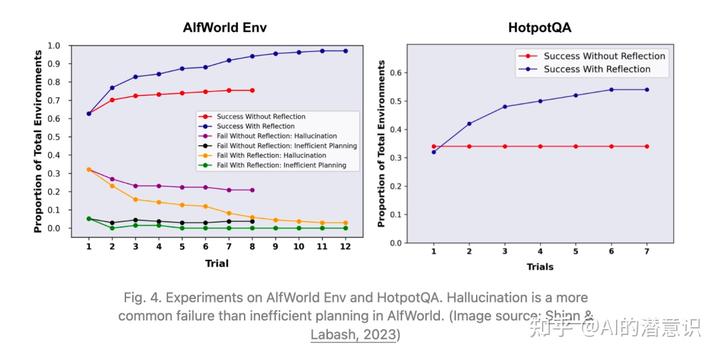 AlfWorld Env
HotpotQA
Proportion of Total Environments
1.0
0.9
0.8
0.7
0.6
0.5
0.4
0.3
0.2
0.1
0.0
Success Without Reflection
Success With Reflection
Fail Without Reflection: Hallucination
Fail Without Reflection: Inefficient Planning
Fail With Reflection: Hallucination
Fail With Reflection: Inefficient Planning
1 2 3 4 5 6 7 8 9 10 11 12
Trial
Proportion of Total Environments
0.6
0.5
0.4
0.3
0.2
0.1
0.0
Success Without Reflection
Success With Reflection
1 2 3 4 5 6 7
Trials
Fig. 4. Experiments on AlfWorld Env and HotpotQA. Hallucination is a more
common failure than inefficient planning in AlfWorld. (Image source: Shinn &
Labash, 2023)
知乎 @AI的潜意识